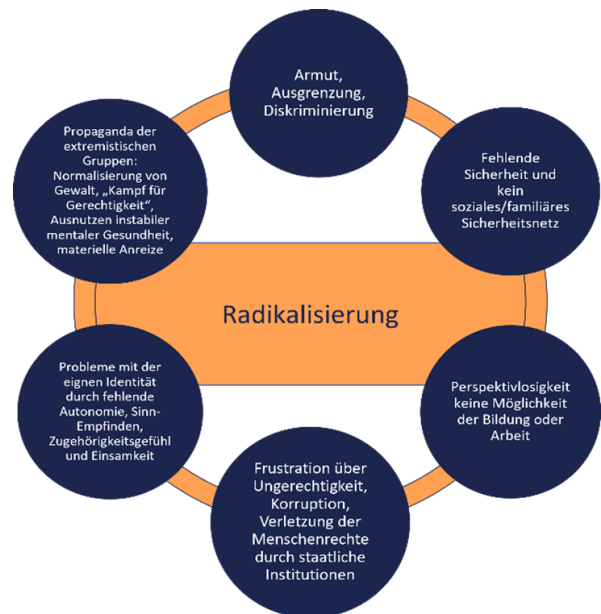 Armut,
Ausgrenzung,
Diskriminierung
Fehlende
Sicherheit und
kein
soziales/familiäres
Sicherheitsnetz
Perspektivlosigkeit
keine Möglichkeit
der Bildung oder
Arbeit
Frustration über
Ungerechtigkeit,
Korruption,
Verletzung der
Menschenrechte
durch staatliche
Institutionen
Probleme mit der
eignen Identität
durch fehlende
Autonomie, Sinn-
Empfinden,
Zugehörigkeitsgefühl
und Einsamkeit
Propaganda der
extremistischen
Gruppen:
Normalisierung von
Gewalt, „Kampf für
Gerechtigkeit“,
Ausnutzen instabiler
mentaler Gesundheit,
materielle Anreize
Radikalisierung